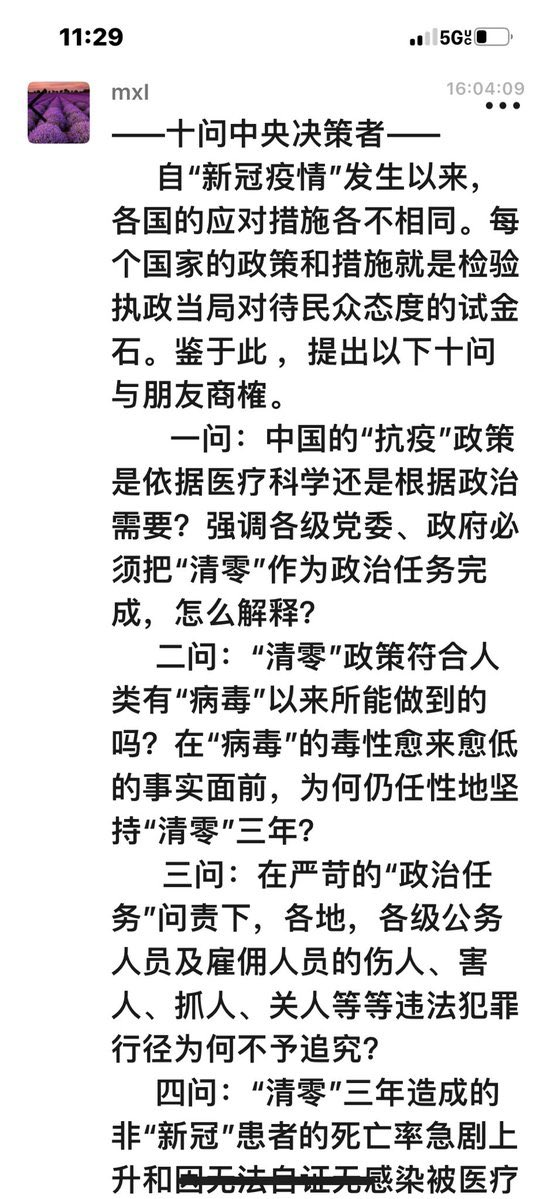 11:29
5G UC
mxl
16:04:09
——十问中央决策者——
自“新冠疫情”发生以来，
各国的应对措施各不相同。每
个国家的政策和措施就是检验
执政当局对待民众态度的试金
石。鉴于此 ，提出以下十问
与朋友商榷。
一问：中国的“抗疫”政策
是依据医疗科学还是根据政治
需要？强调各级党委、政府必
须把“清零”作为政治任务完
成，怎么解释？
二问：“清零”政策符合人
类有“病毒”以来所能做到的
吗？在“病毒”的毒性愈来愈低
的事实面前，为何仍任性地坚
持“清零”三年？
三问：在严苛的“政治任
务”问责下，各地，各级公务
人员及雇佣人员的伤人、害
人、抓人、关人等等违法犯罪
行径为何不予追究？
四问：“清零”三年造成的
非“新冠”患者的死亡率急剧上
升和因无法自证无感染被医疗